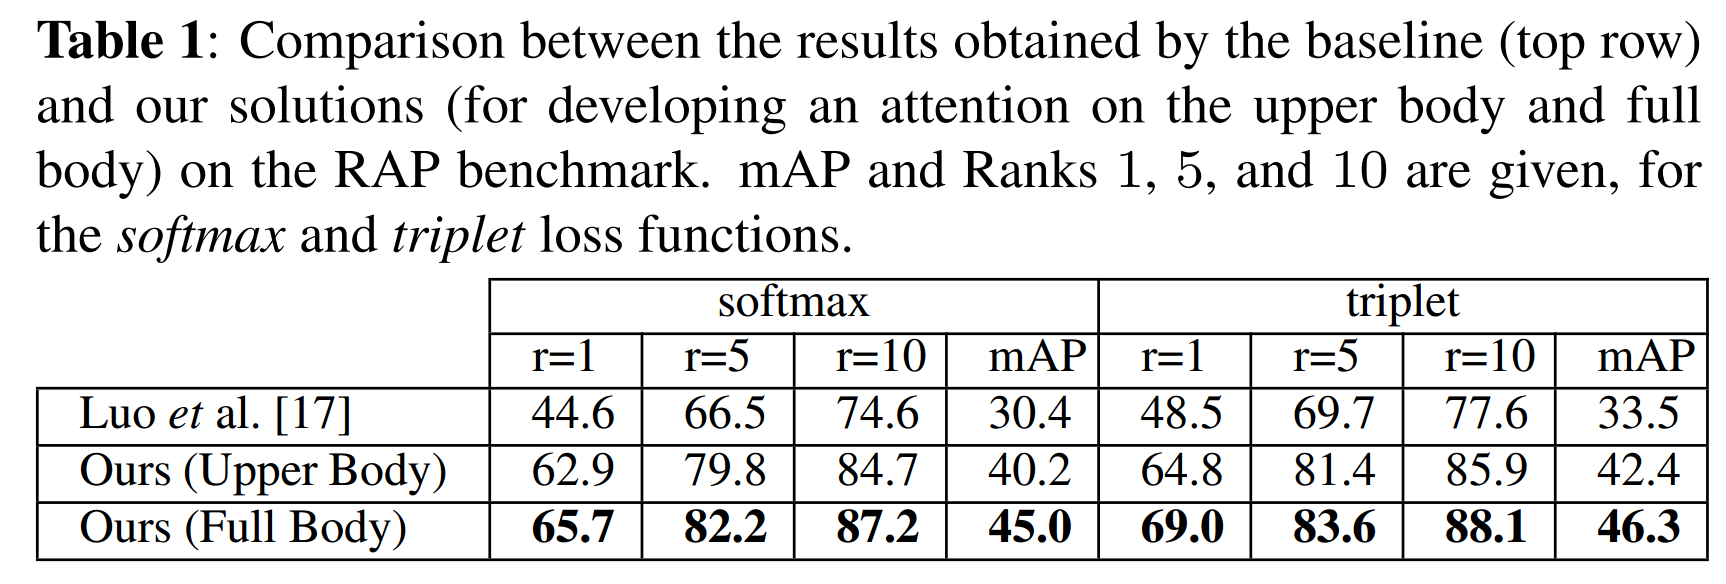 Table 1: Comparison between the results obtained by the baseline (top row)
and our solutions (for developing an attention on the upper body and full
body) on the RAP benchmark. mAP and Ranks 1, 5, and 10 are given, for
the softmax and triplet loss functions.
softmax triplet
r=1 r=5 r=10 mAP r=1 r=5 r=10 mAP
Luo et al. [17] 44.6 66.5 74.6 30.4 48.5 69.7 77.6 33.5
Ours (Upper Body) 62.9 79.8 84.7 40.2 64.8 81.4 85.9 42.4
Ours (Full Body) 65.7 82.2 87.2 45.0 69.0 83.6 88.1 46.3